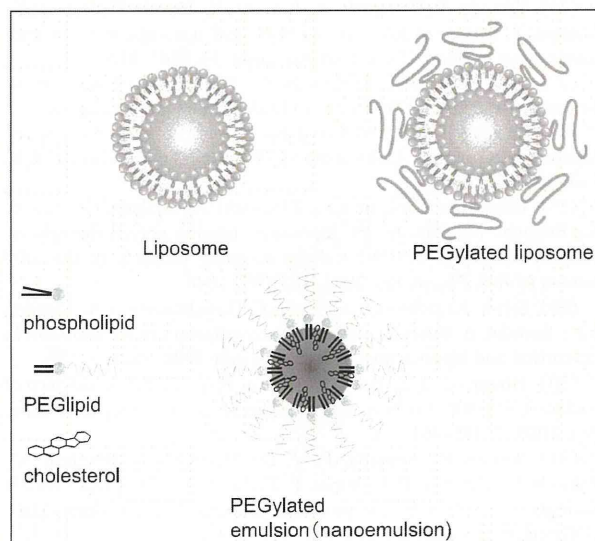 Liposome
PEGylated liposome
phospholipid
PEGlipid
cholesterol
PEGylated
emulsion (nanoemulsion)